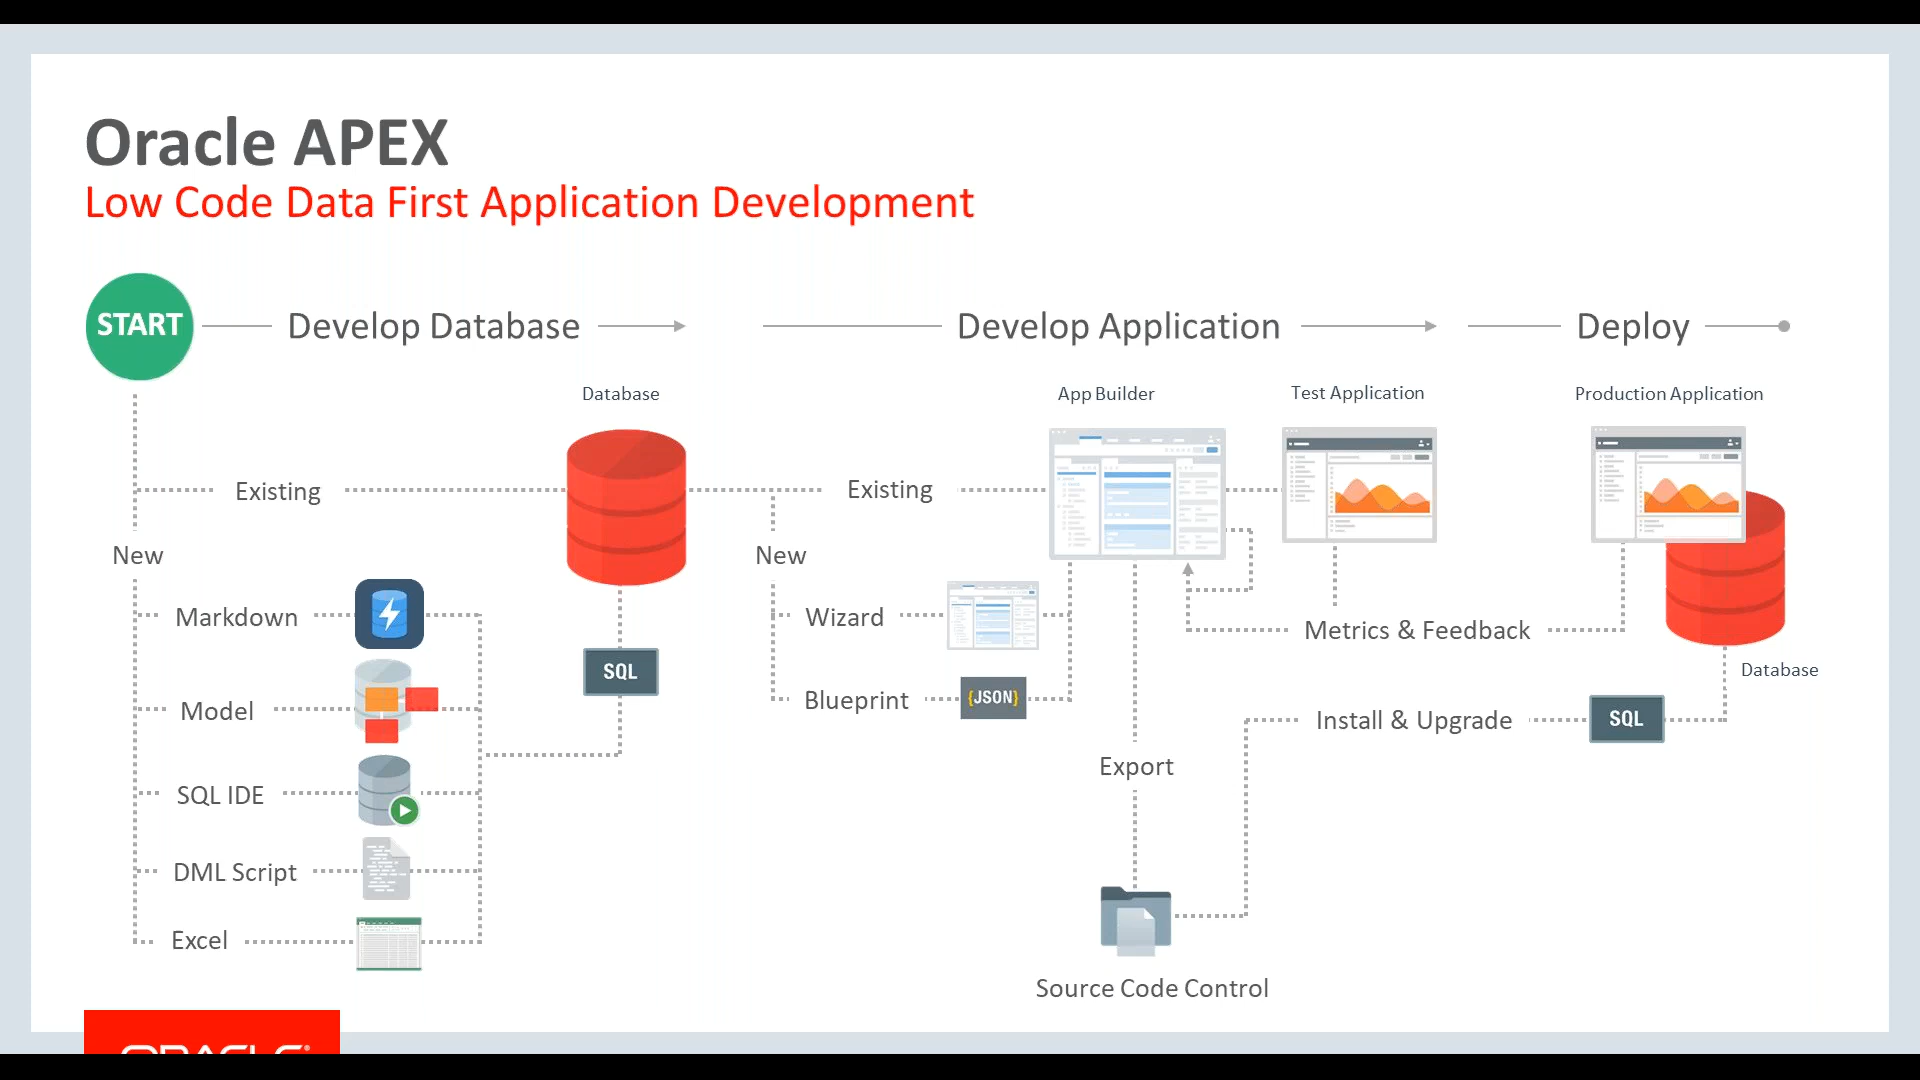 Oracle APEX
Low Code Data First Application Development
START
Develop Database
Develop Application
Deploy
Database
App Builder
Test Application
Production Application
Existing
Existing
New
New
Markdown
Wizard
Metrics & Feedback
SQL
Database
Model
Blueprint
{JSON}
Install & Upgrade
SQL
Export
SQL IDE
DML Script
Excel
Source Code Control
ORACLE